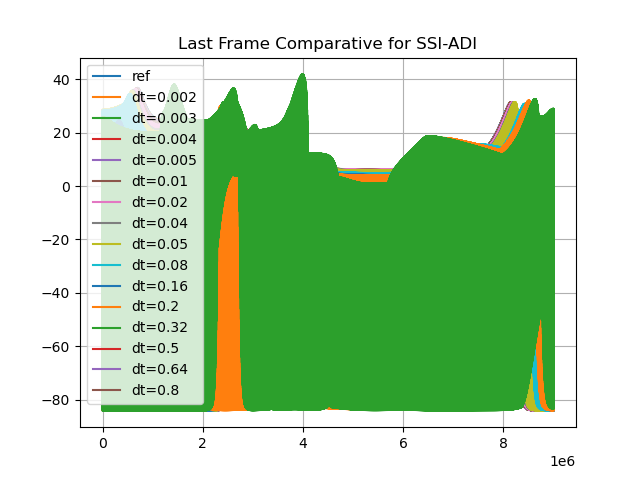 Last Frame Comparative for SSI-ADI
40
20
0
−20
−40
−60
−80
ref
dt=0.002
dt=0.003
dt=0.004
dt=0.005
dt=0.01
dt=0.02
dt=0.04
dt=0.05
dt=0.08
dt=0.16
dt=0.2
dt=0.32
dt=0.5
dt=0.64
dt=0.8
0 2 4 6 8
1e6